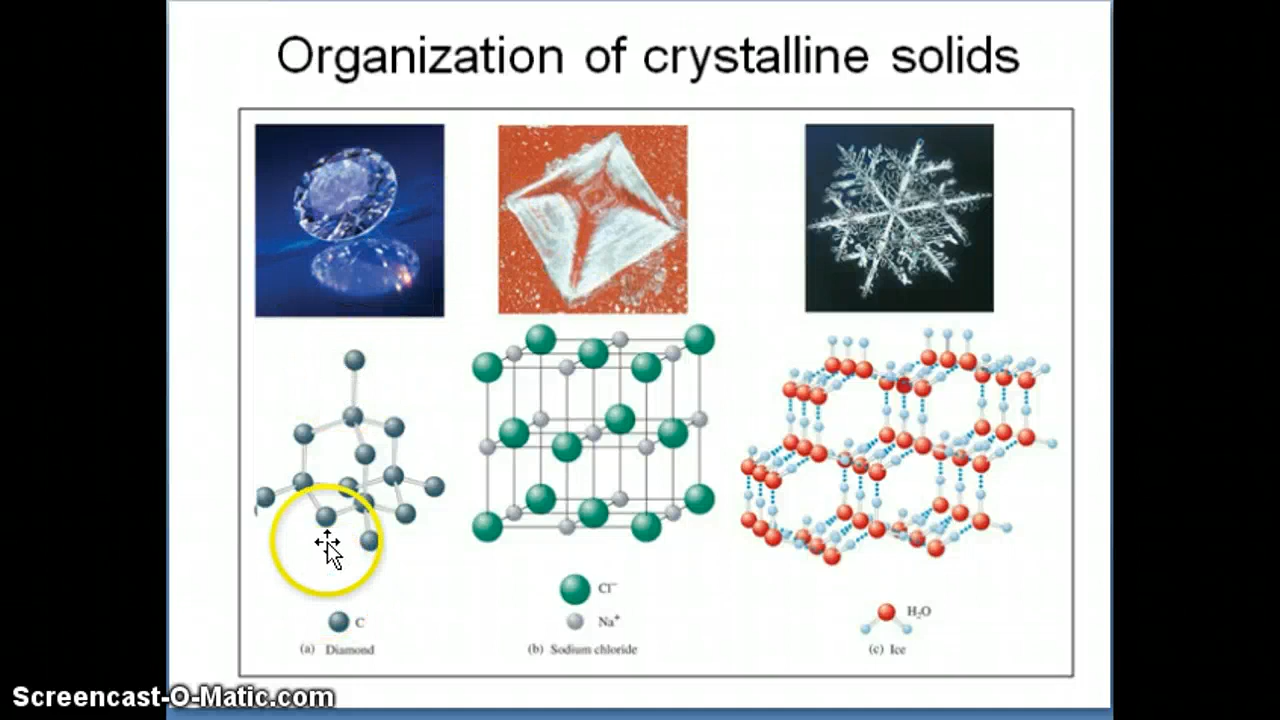 Organization of crystalline solids
Cl⁻
Na⁺
C
H₂O
(a) Diamond
(b) Sodium chloride
(c) Ice
Screencast-O-Matic.com